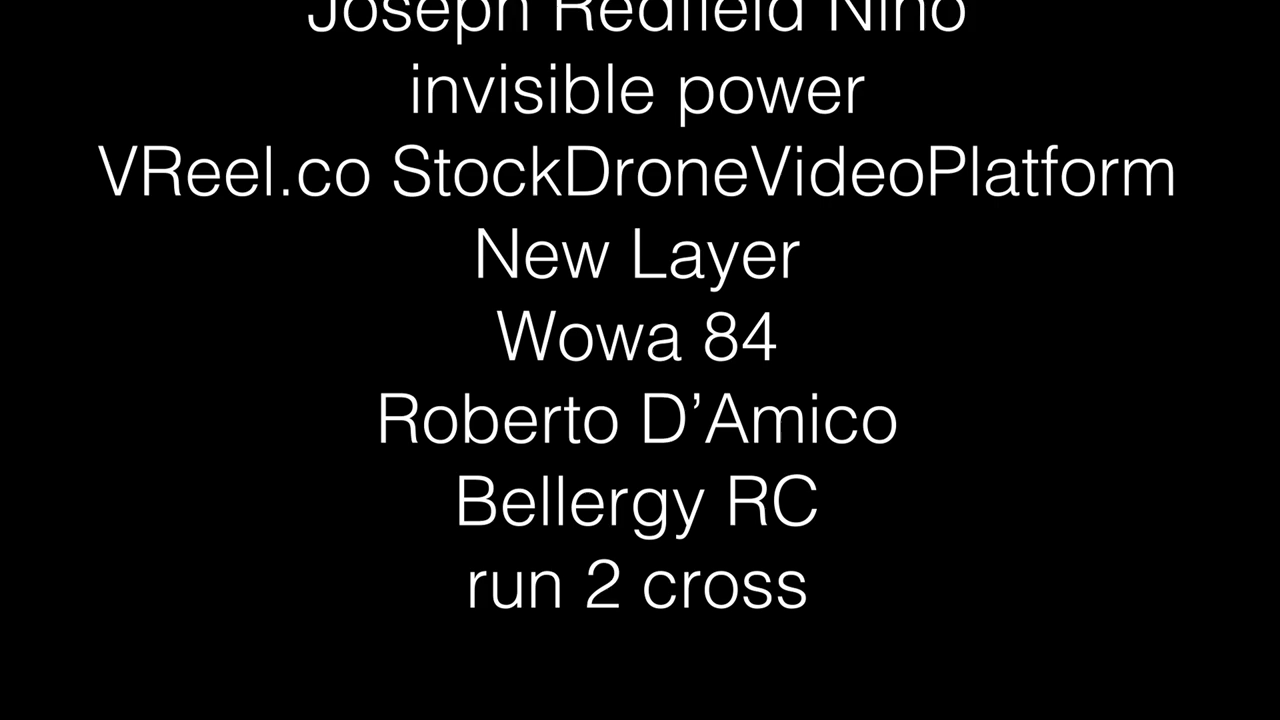 Joseph Redfield Nino
invisible power
VReel.co StockDroneVideoPlatform
New Layer
Wowa 84
Roberto D’Amico
Bellergy RC
run 2 cross